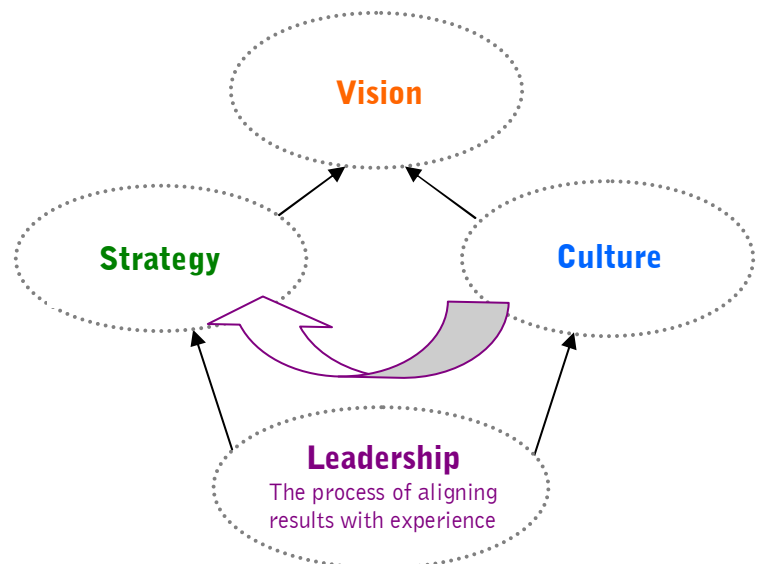 Vision
Strategy
Culture
Leadership
The process of aligning
results with experience